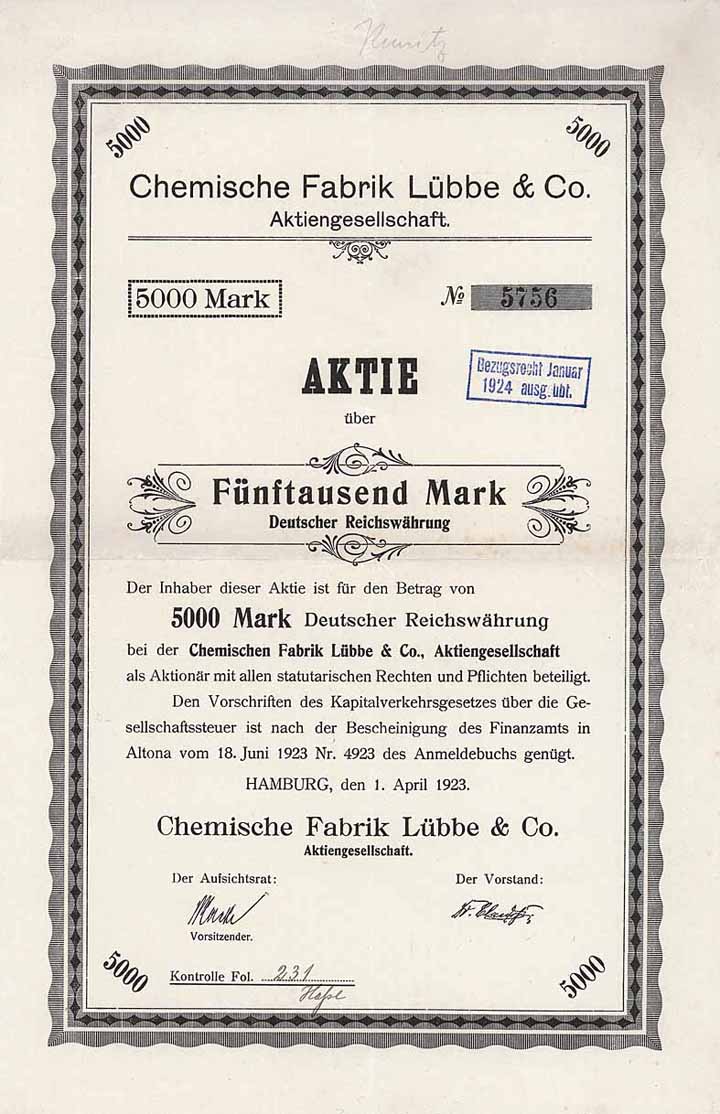 5000
5000
Chemische Fabrik Lübbe & Co.
Aktiengesellschaft.
5000 Mark
№ 5756
AKTIE
Bezugsrecht Januar
1924 ausg. übt.
über
Fünftausend Mark
Deutscher Reichswährung
Der Inhaber dieser Aktie ist für den Betrag von
5000 Mark Deutscher Reichswährung
bei der Chemischen Fabrik Lübbe & Co., Aktiengesellschaft
als Aktionär mit allen statutarischen Rechten und Pflichten beteiligt.
Den Vorschriften des Kapitalverkehrsgesetzes über die Ge-
sellschaftssteuer ist nach der Bescheinigung des Finanzamts in
Altona vom 18. Juni 1923 Nr. 4923 des Anmeldebuchs genügt.
HAMBURG, den 1. April 1923.
Chemische Fabrik Lübbe & Co.
Aktiengesellschaft.
Der Aufsichtsrat:
Der Vorstand:
Vorsitzender.
Kontrolle Fol. 231
5000
5000